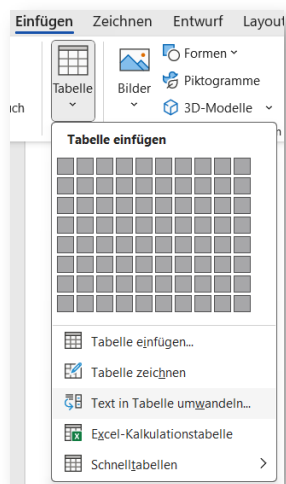 Einfügen Zeichnen Entwurf Layout
Tabelle
Bilder
Formen
Piktogramme
3D-Modelle
Tabelle einfügen
Tabelle einfügen...
Tabelle zeichnen
Text in Tabelle umwandeln...
Excel-Kalkulationstabelle
Schnelltabellen